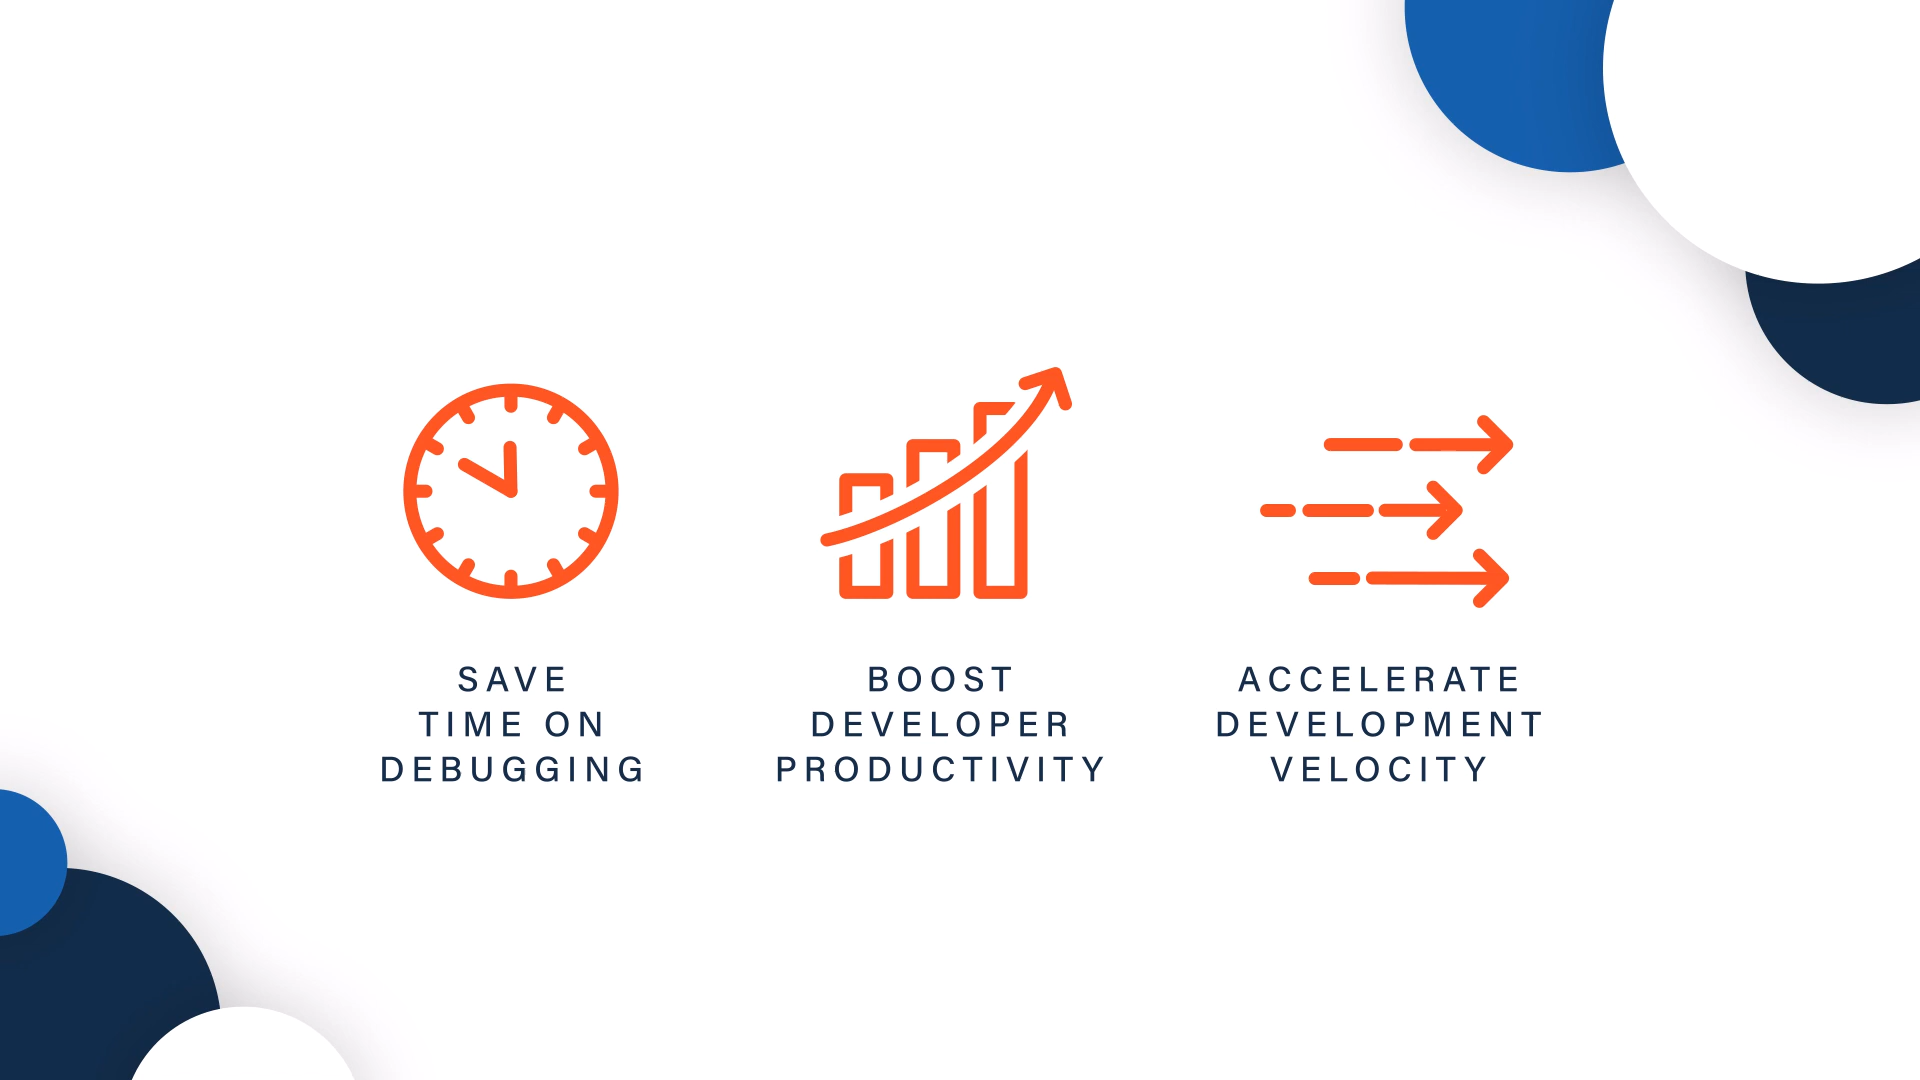 SAVE
TIME ON
DEBUGGING
BOOST
DEVELOPER
PRODUCTIVITY
ACCELERATE
DEVELOPMENT
VELOCITY